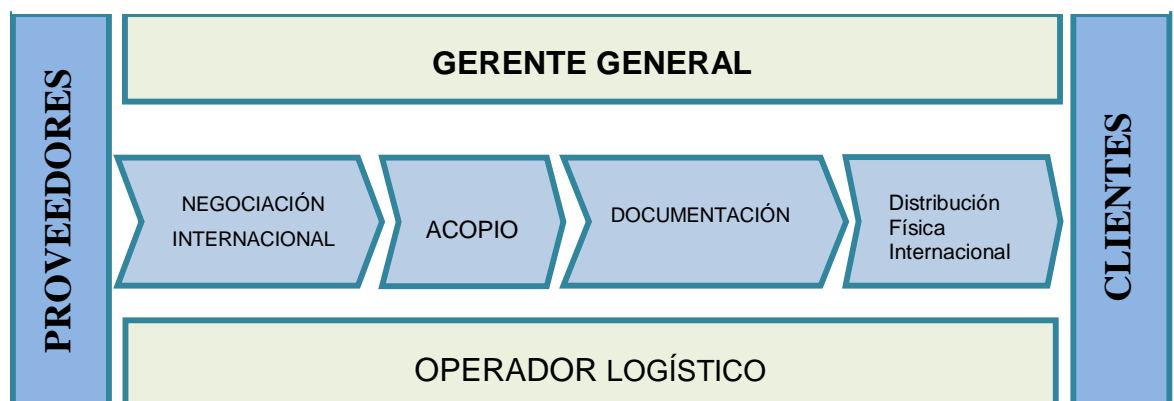 PROVEEDORES
GERENTE GENERAL
NEGOCIACIÓN
INTERNACIONAL
ACOPIO
DOCUMENTACIÓN
Distribución
Física
Internacional
OPERADOR LOGÍSTICO
CLIENTES